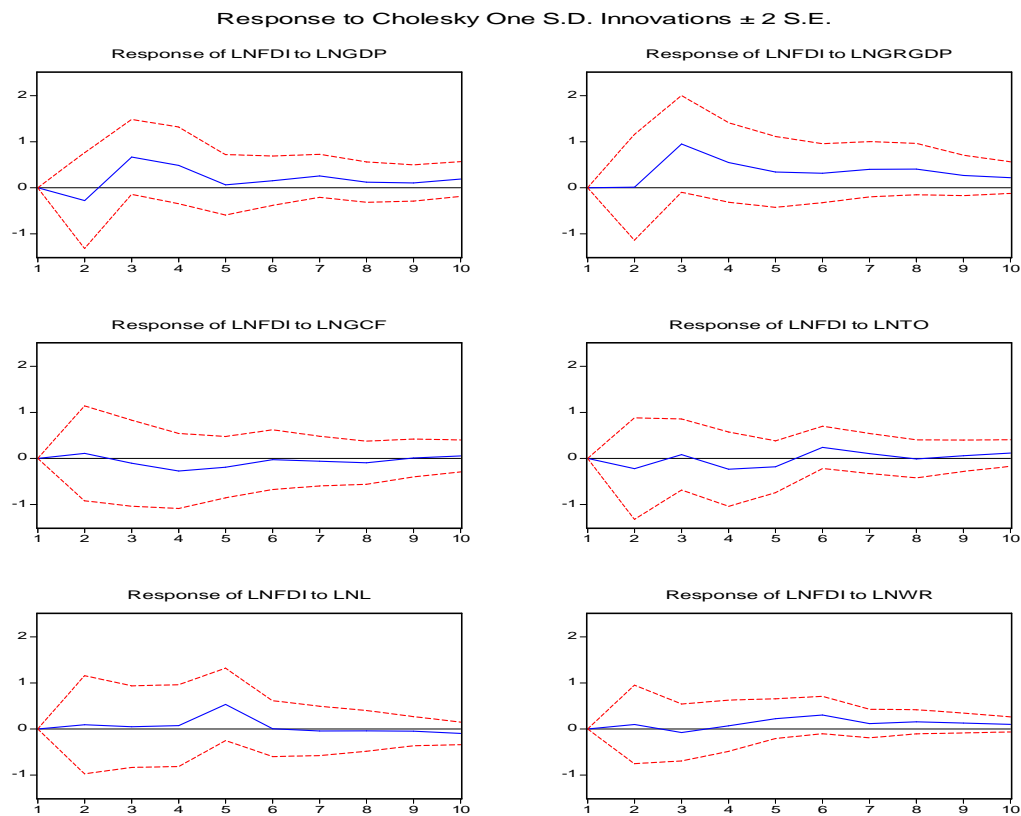 Response to Cholesky One S.D. Innovations ± 2 S.E.
Response of LNFDI to LNGDP
2
1
0
-1
1 2 3 4 5 6 7 8 9 10
Response of LNFDI to LNGRGDP
2
1
0
-1
1 2 3 4 5 6 7 8 9 10
Response of LNFDI to LNGCF
2
1
0
-1
1 2 3 4 5 6 7 8 9 10
Response of LNFDI to LNTO
2
1
0
-1
1 2 3 4 5 6 7 8 9 10
Response of LNFDI to LNL
2
1
0
-1
1 2 3 4 5 6 7 8 9 10
Response of LNFDI to LNWR
2
1
0
-1
1 2 3 4 5 6 7 8 9 10